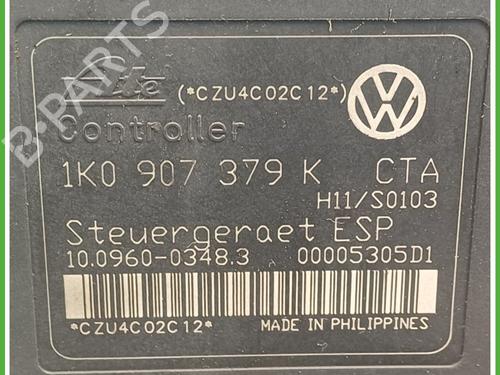 Ate (*CZU4C02C12*)
Controller
1K0 907 379 K CTA
H11/S0103
Steuergeraet ESP
10.0960-0348.3 00005305D1
*CZU4C02C12* MADE IN PHILIPPINES
B-PARTS